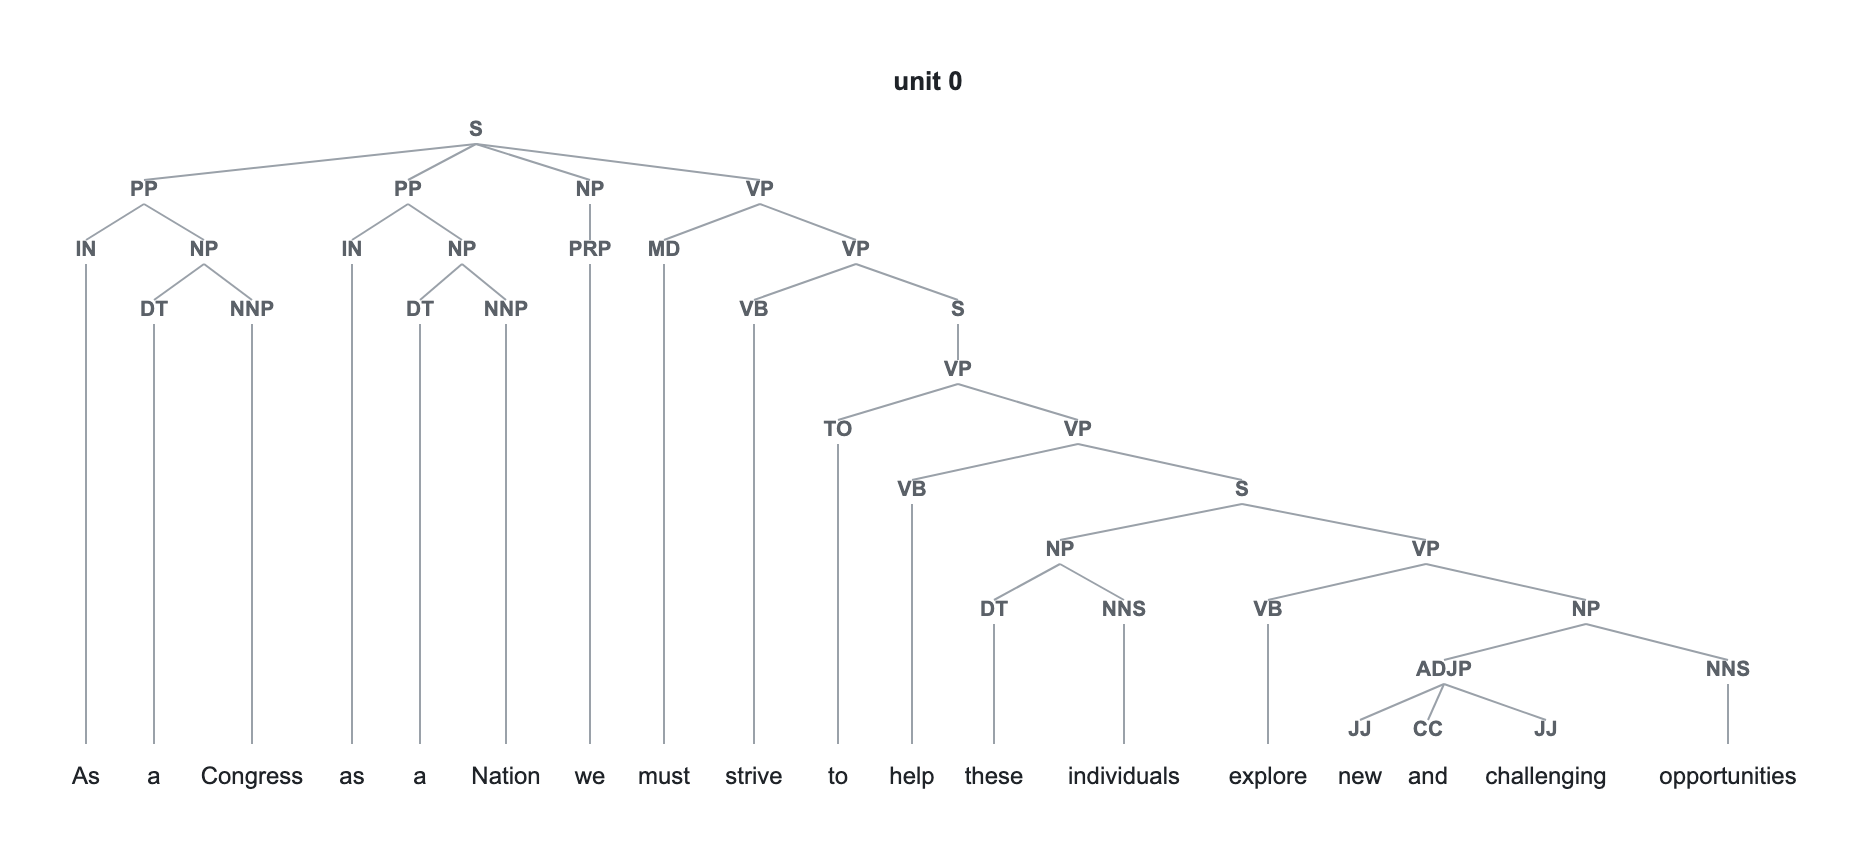 unit 0
S
PP PP NP VP
IN NP IN NP PRP MD VP
DT NNP DT NNP VB S
VP
TO VP
VB S
NP VP
DT NNS VB NP
ADJP NNS
JJ CC JJ
As a Congress as a Nation we must strive to help these individuals explore new and challenging opportunities